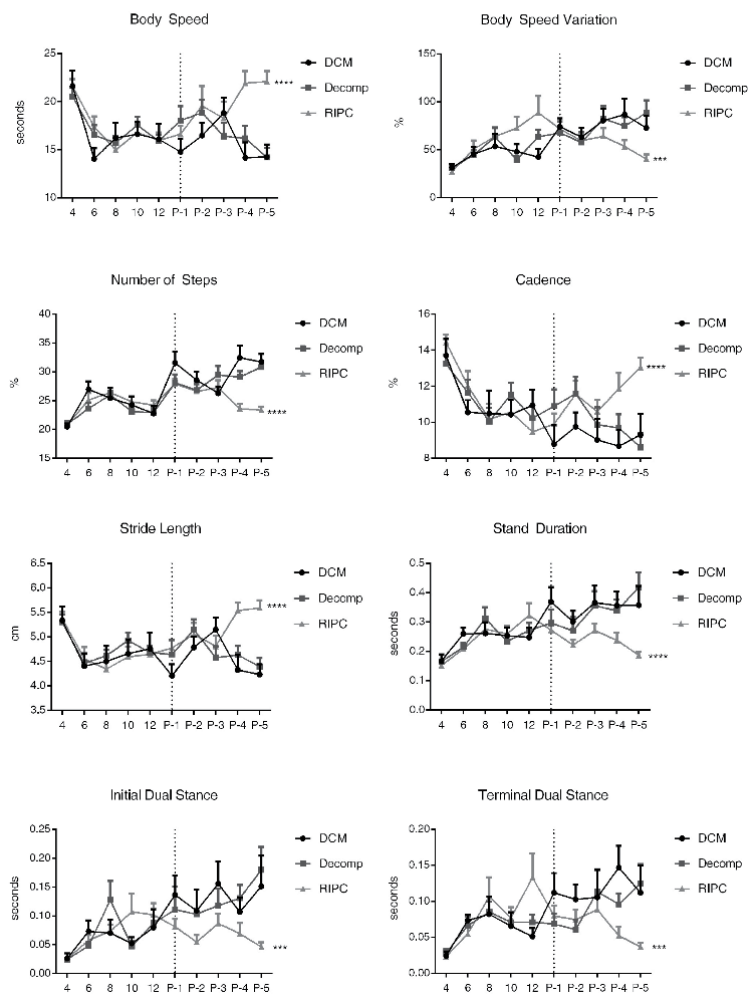 Body Speed
25
20
15
10
seconds
4 6 8 10 12 P-1 P-2 P-3 P-4 P-5
****
DCM
Decomp
RIPC
Body Speed Variation
150
100
50
0
%
4 6 8 10 12 P-1 P-2 P-3 P-4 P-5
***
DCM
Decomp
RIPC
Number of Steps
40
35
30
25
20
15
%
4 6 8 10 12 P-1 P-2 P-3 P-4 P-5
****
DCM
Decomp
RIPC
Cadence
16
14
12
10
8
%
4 6 8 10 12 P-1 P-2 P-3 P-4 P-5
****
DCM
Decomp
RIPC
Stride Length
6.5
6.0
5.5
5.0
4.5
4.0
3.5
cm
4 6 8 10 12 P-1 P-2 P-3 P-4 P-5
****
DCM
Decomp
RIPC
Stand Duration
0.5
0.4
0.3
0.2
0.1
0.0
seconds
4 6 8 10 12 P-1 P-2 P-3 P-4 P-5
****
DCM
Decomp
RIPC
Initial Dual Stance
0.25
0.20
0.15
0.10
0.05
0.00
seconds
4 6 8 10 12 P-1 P-2 P-3 P-4 P-5
***
DCM
Decomp
RIPC
Terminal Dual Stance
0.20
0.15
0.10
0.05
0.00
seconds
4 6 8 10 12 P-1 P-2 P-3 P-4 P-5
***
DCM
Decomp
RIPC